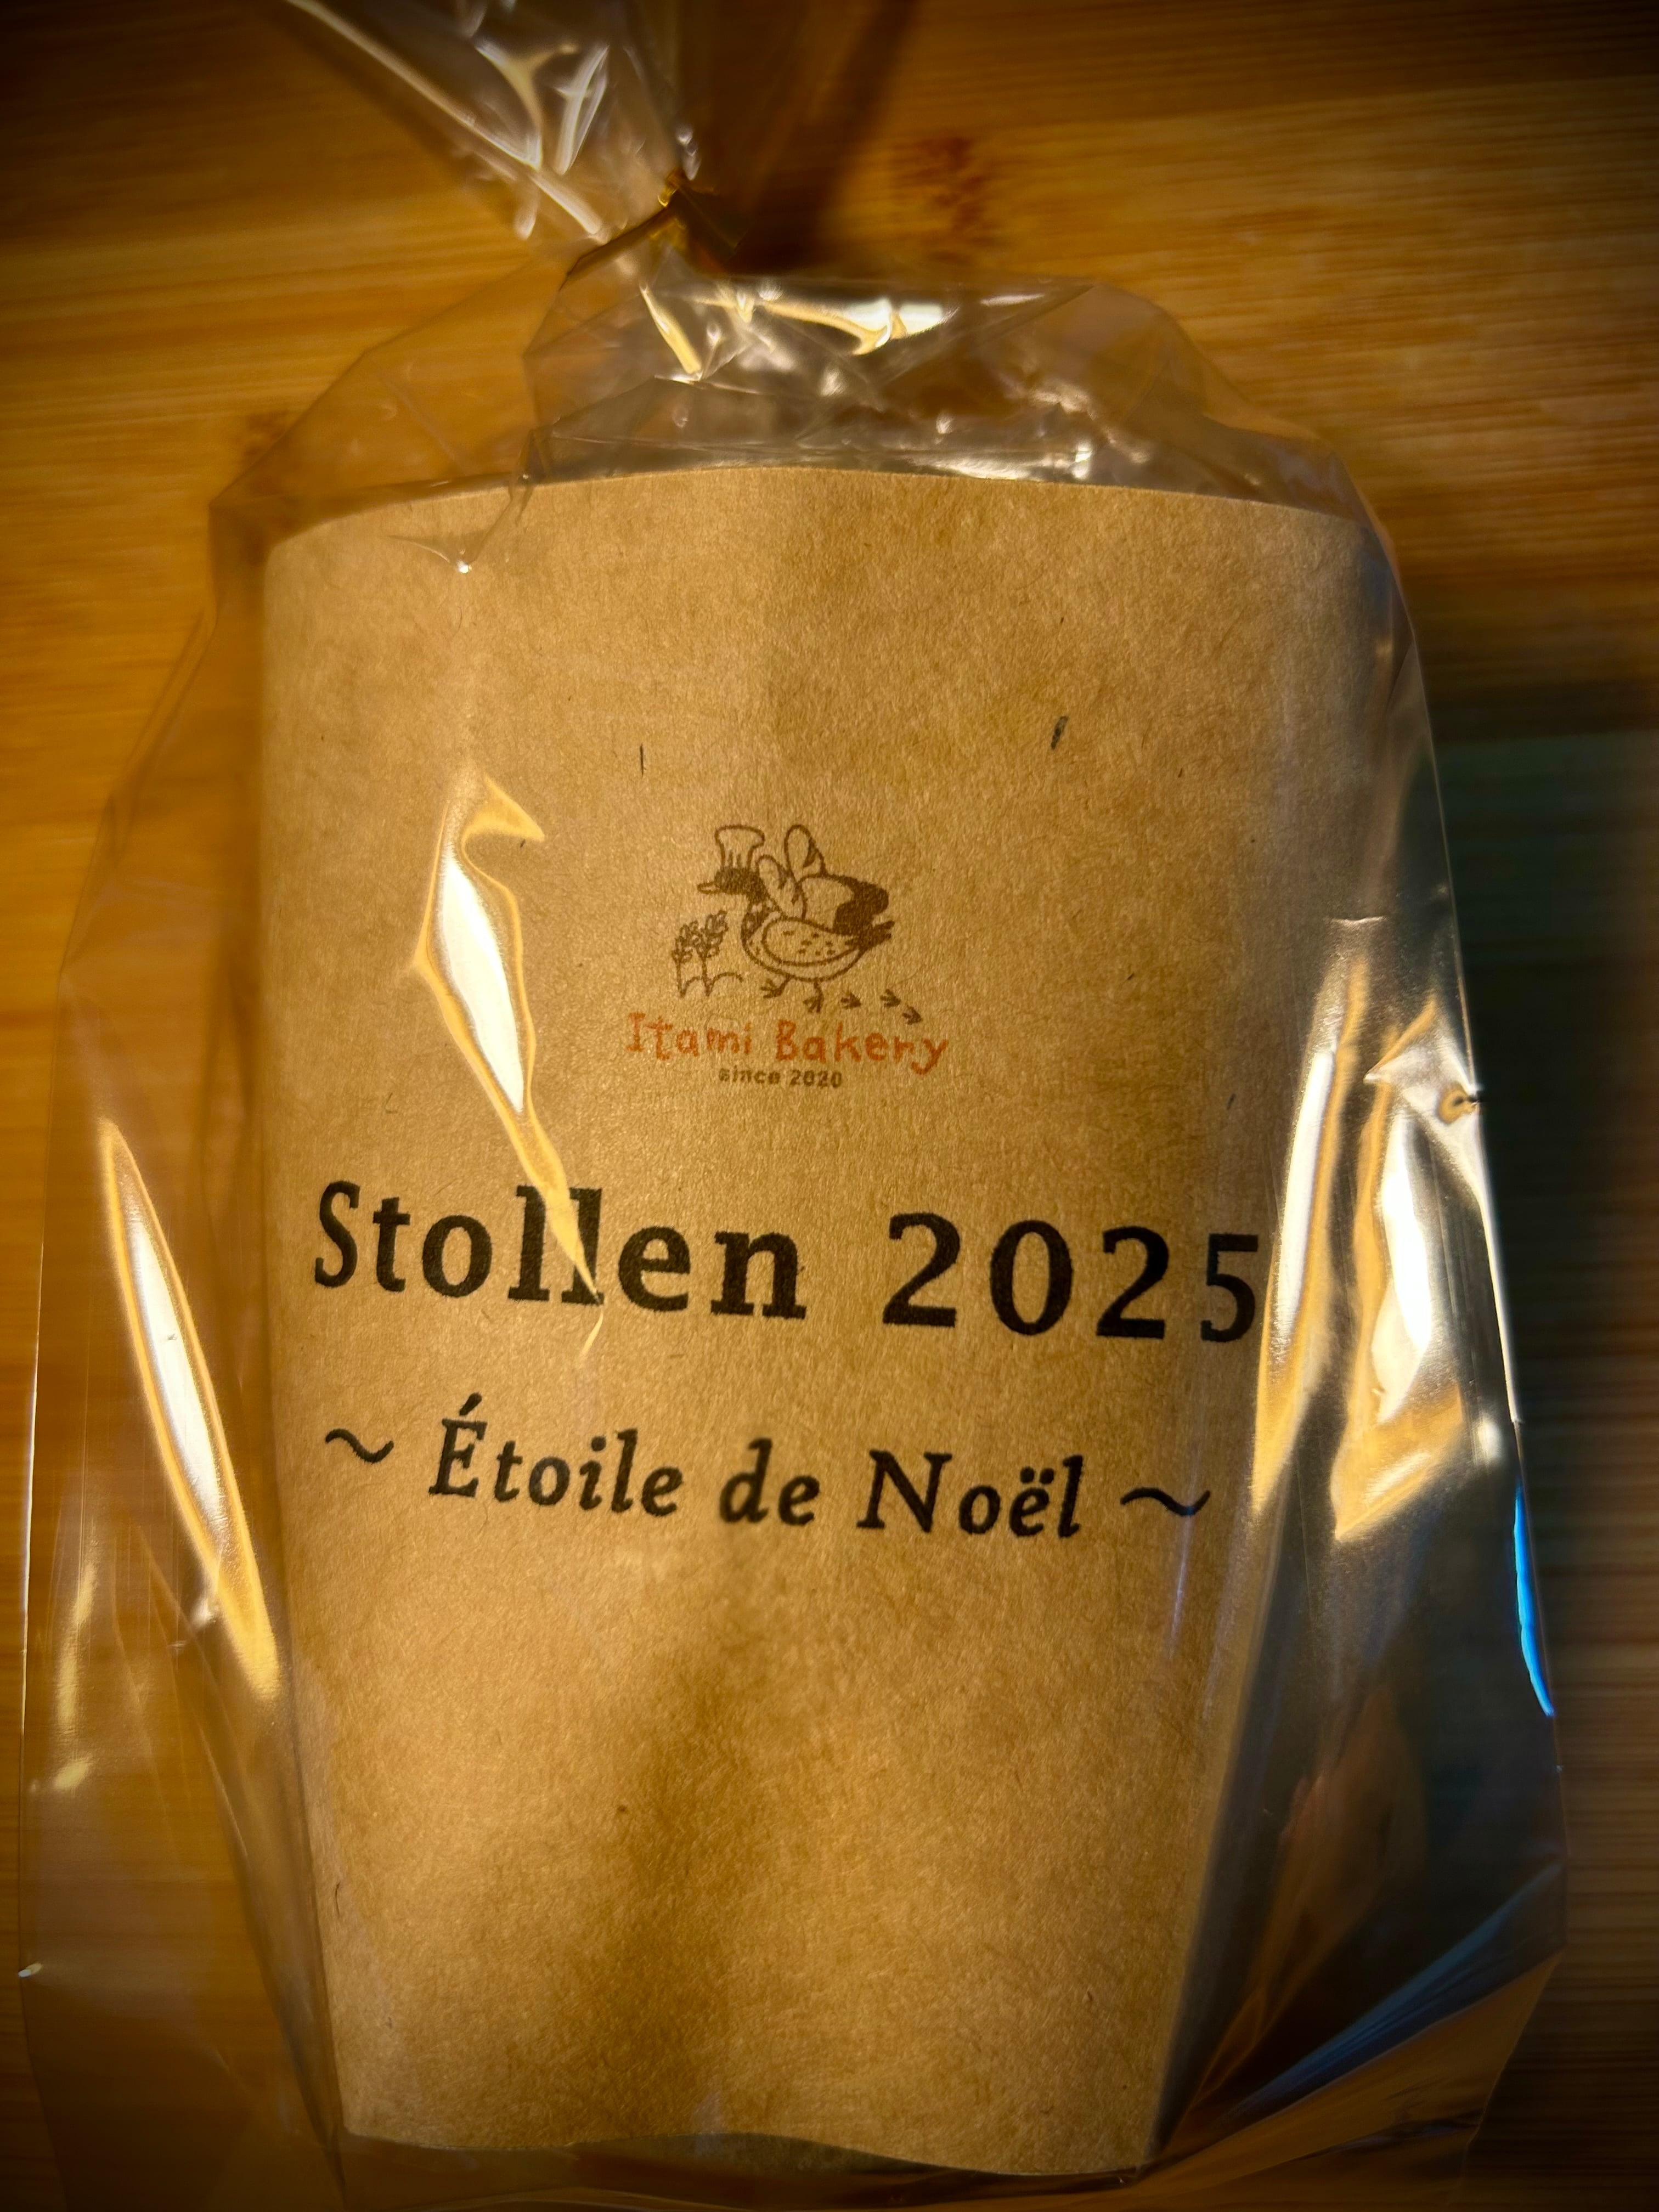 Itami Bakery
since 2020
Stollen 2025
~ Étoile de Noël ~